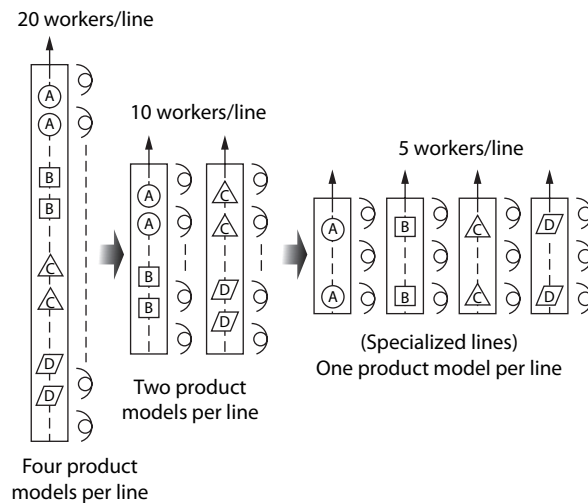 20 workers/line
A
A
B
B
C
C
D
D
Four product
models per line
10 workers/line
A
A
B
B
C
C
D
D
Two product
models per line
5 workers/line
A
A
B
B
C
C
D
D
(Specialized lines)
One product model per line